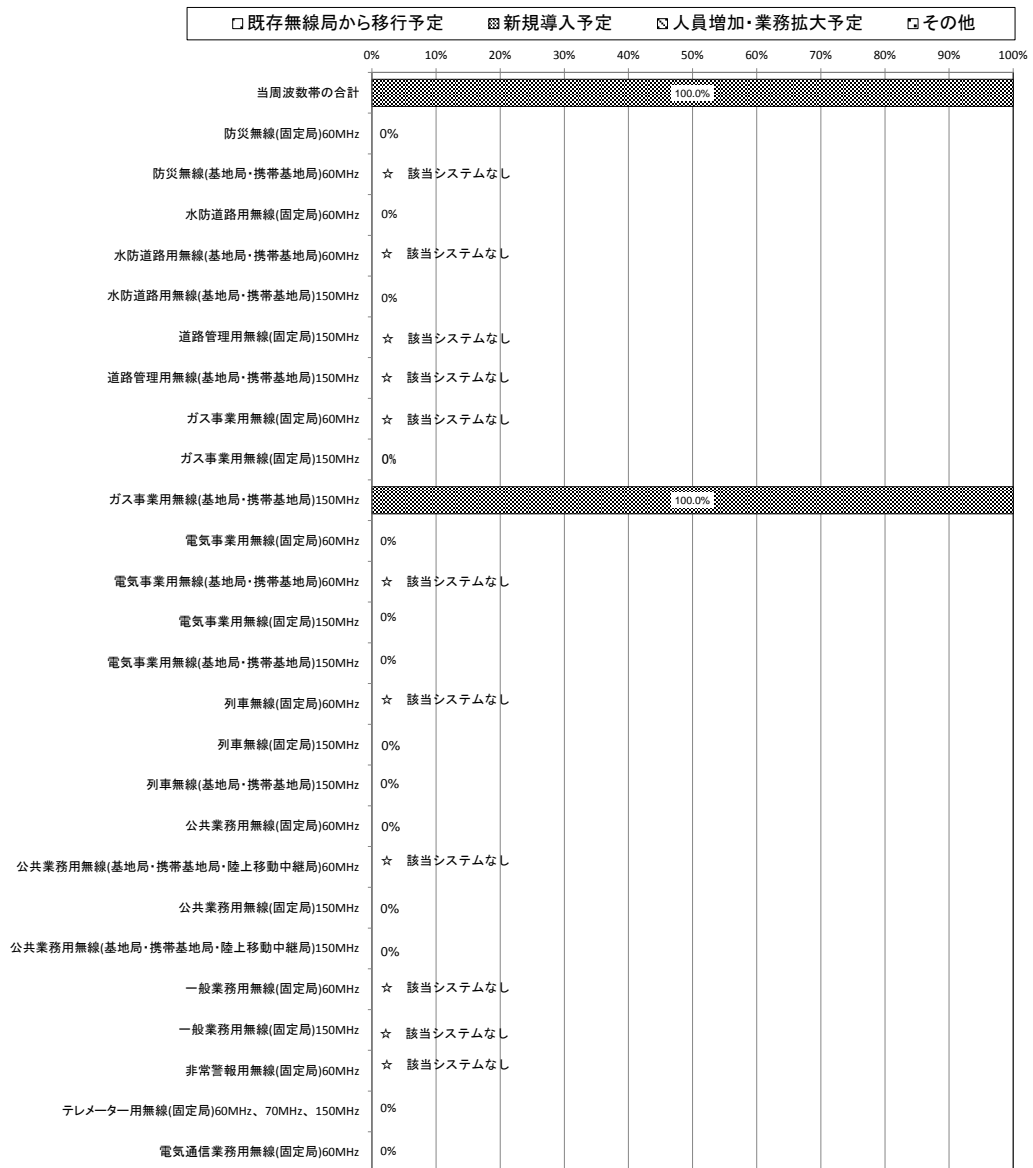 既存無線局から移行予定 新規導入予定 人員増加・業務拡大予定 その他
0% 10% 20% 30% 40% 50% 60% 70% 80% 90% 100%
当周波数帯の合計 100.0%
防災無線(固定局)60MHz 0%
防災無線(基地局・携帯基地局)60MHz ☆ 該当システムなし
水防道路用無線(固定局)60MHz 0%
水防道路用無線(基地局・携帯基地局)60MHz ☆ 該当システムなし
水防道路用無線(基地局・携帯基地局)150MHz 0%
道路管理用無線(固定局)150MHz ☆ 該当システムなし
道路管理用無線(基地局・携帯基地局)150MHz ☆ 該当システムなし
ガス事業用無線(固定局)60MHz ☆ 該当システムなし
ガス事業用無線(固定局)150MHz 0%
ガス事業用無線(基地局・携帯基地局)150MHz 100.0%
電気事業用無線(固定局)60MHz 0%
電気事業用無線(基地局・携帯基地局)60MHz ☆ 該当システムなし
電気事業用無線(固定局)150MHz 0%
電気事業用無線(基地局・携帯基地局)150MHz 0%
列車無線(固定局)60MHz ☆ 該当システムなし
列車無線(固定局)150MHz 0%
列車無線(基地局・携帯基地局)150MHz 0%
公共業務用無線(固定局)60MHz 0%
公共業務用無線(基地局・携帯基地局・陸上移動中継局)60MHz ☆ 該当システムなし
公共業務用無線(固定局)150MHz 0%
公共業務用無線(基地局・携帯基地局・陸上移動中継局)150MHz 0%
一般業務用無線(固定局)60MHz ☆ 該当システムなし
一般業務用無線(固定局)150MHz ☆ 該当システムなし
非常警報用無線(固定局)60MHz ☆ 該当システムなし
テレメーター用無線(固定局)60MHz、70MHz、150MHz 0%
電気通信業務用無線(固定局)60MHz 0%